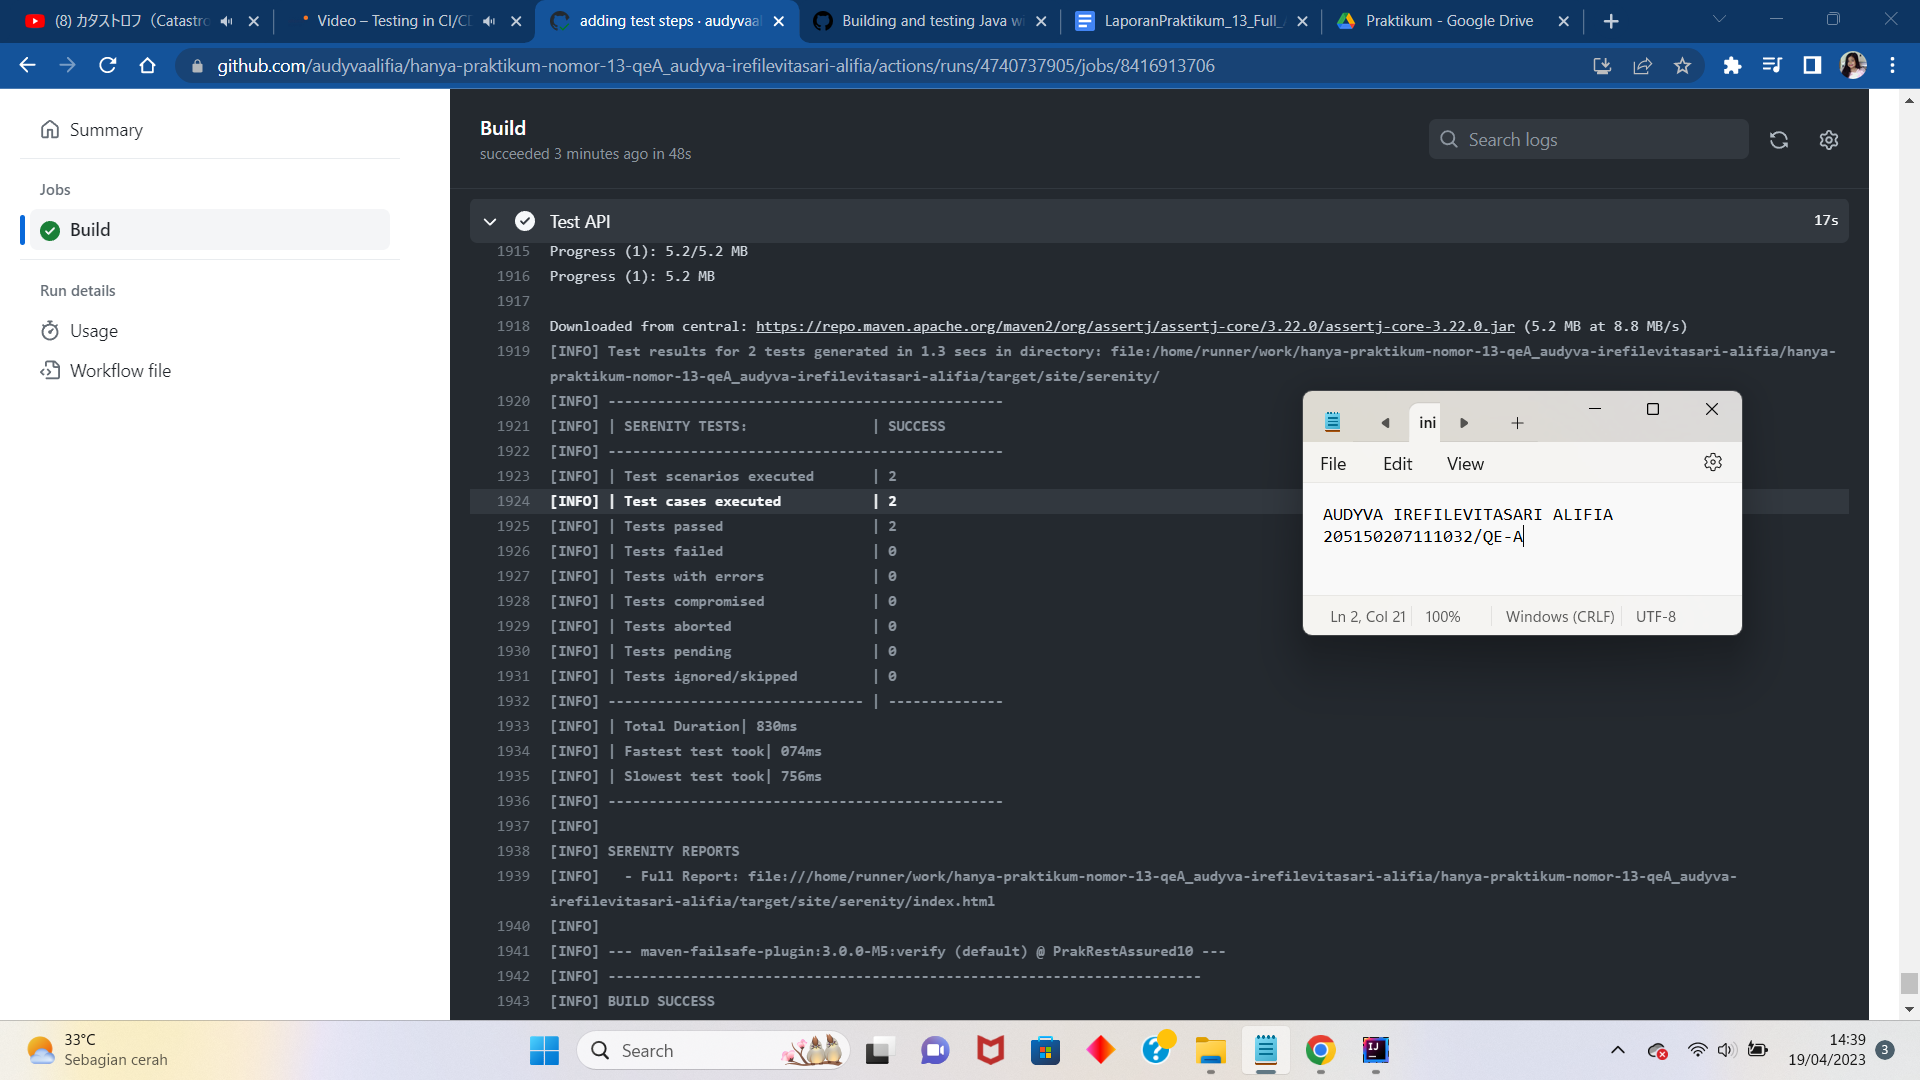 (8) カタストロフ (Catastro
Video – Testing in CI/CD
adding test steps · audyvaal
Building and testing Java wi
LaporanPraktikum_13_Full_
Praktikum - Google Drive
github.com/audyvaalifia/hanya-praktikum-nomor-13-qeA_audyva-irefilevitasari-alifia/actions/runs/4740737905/jobs/8416913706
Summary
Jobs
Build
Run details
Usage
Workflow file
Build
succeeded 3 minutes ago in 48s
Search logs
Test API 17s
1915 Progress (1): 5.2/5.2 MB
1916 Progress (1): 5.2 MB
1917
1918 Downloaded from central: https://repo.maven.apache.org/maven2/org/assertj/assertj-core/3.22.0/assertj-core-3.22.0.jar (5.2 MB at 8.8 MB/s)
1919 [INFO] Test results for 2 tests generated in 1.3 secs in directory: file:/home/runner/work/hanya-praktikum-nomor-13-qeA_audyva-irefilevitasari-alifia/hanya-
praktikum-nomor-13-qeA_audyva-irefilevitasari-alifia/target/site/serenity/
1920 [INFO] ------------------------------------------------
1921 [INFO] | SERENITY TESTS: | SUCCESS
1922 [INFO] ------------------------------------------------
1923 [INFO] | Test scenarios executed | 2
1924 [INFO] | Test cases executed | 2
1925 [INFO] | Tests passed | 2
1926 [INFO] | Tests failed | 0
1927 [INFO] | Tests with errors | 0
1928 [INFO] | Tests compromised | 0
1929 [INFO] | Tests aborted | 0
1930 [INFO] | Tests pending | 0
1931 [INFO] | Tests ignored/skipped | 0
1932 [INFO] ------------------------------- | --------------
1933 [INFO] | Total Duration| 830ms
1934 [INFO] | Fastest test took| 074ms
1935 [INFO] | Slowest test took| 756ms
1936 [INFO] ------------------------------------------------
1937 [INFO]
1938 [INFO] SERENITY REPORTS
1939 [INFO]   - Full Report: file:///home/runner/work/hanya-praktikum-nomor-13-qeA_audyva-irefilevitasari-alifia/hanya-praktikum-nomor-13-qeA_audyva-
irefilevitasari-alifia/target/site/serenity/index.html
1940 [INFO]
1941 [INFO] --- maven-failsafe-plugin:3.0.0-M5:verify (default) @ PrakRestAssured10 ---
1942 [INFO] ------------------------------------------------------------------------
1943 [INFO] BUILD SUCCESS
ini
File Edit View
AUDYVA IREFILEVITASARI ALIFIA
205150207111032/QE-A
Ln 2, Col 21 100% Windows (CRLF) UTF-8
33°C
Sebagian cerah
Search
14:39
19/04/2023
3